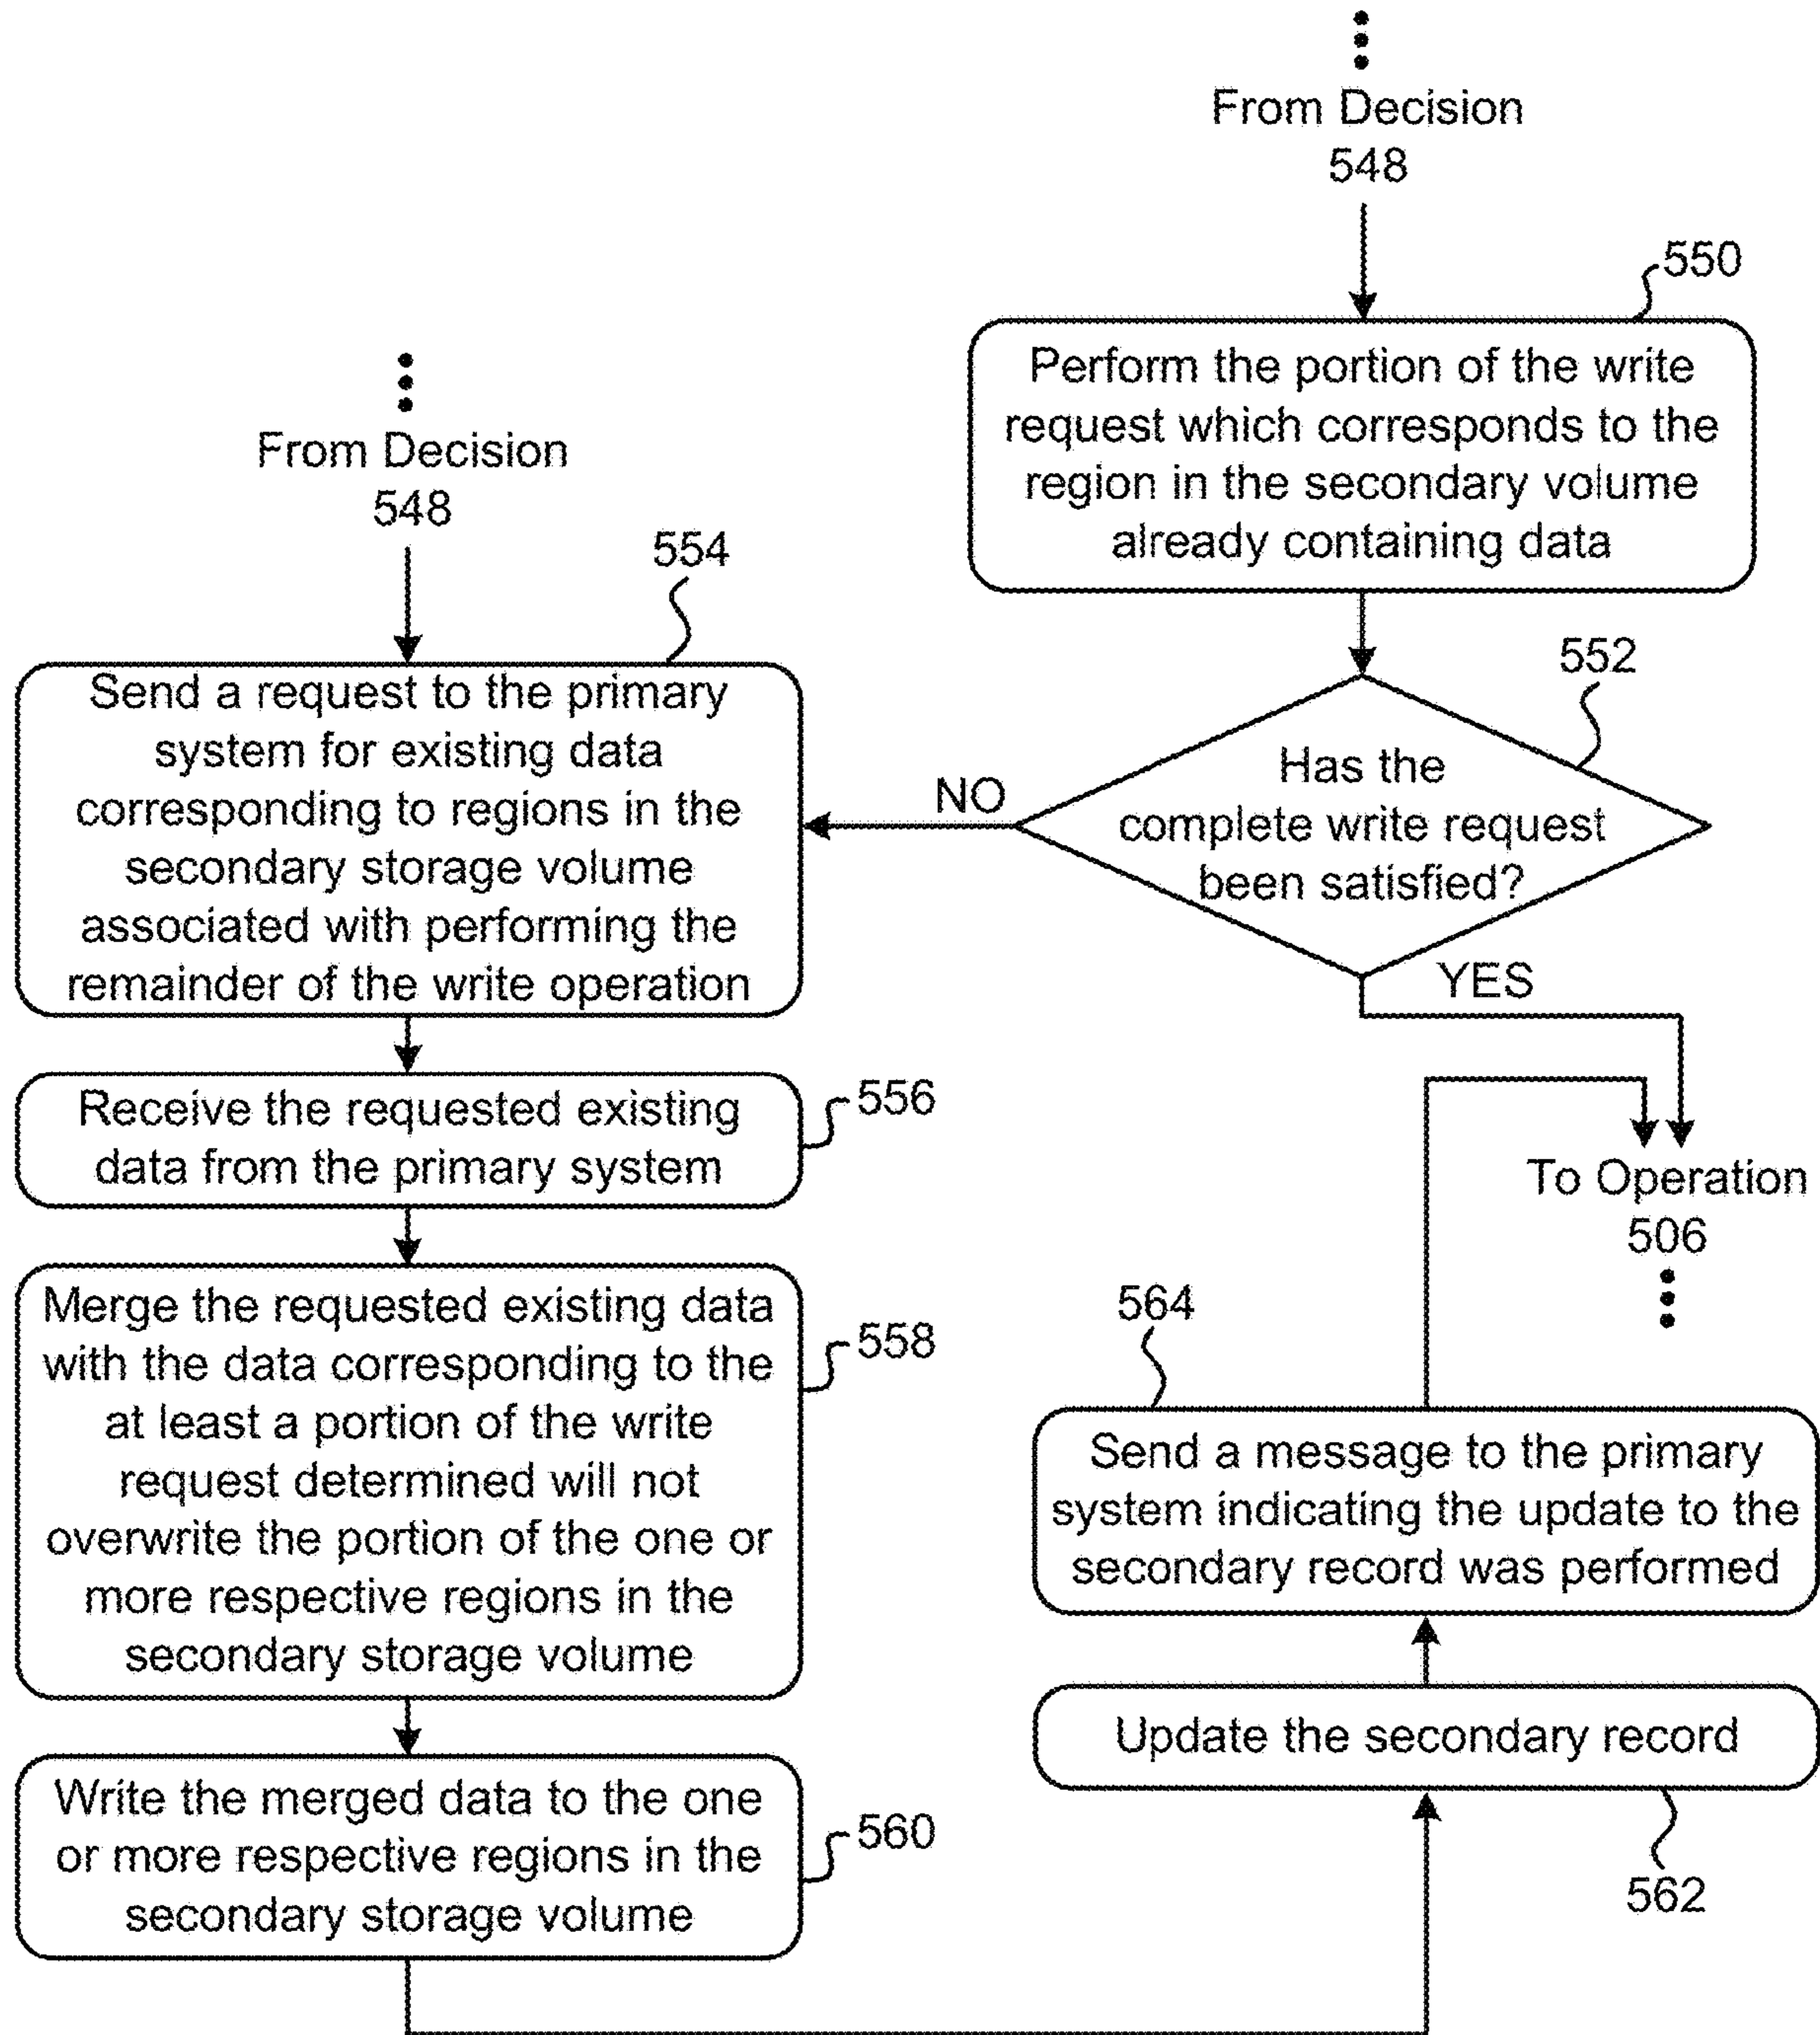 From Decision
548
550
Perform the portion of the write
request which corresponds to the
region in the secondary volume
already containing data
From Decision
548
554
552
Send a request to the primary
system for existing data
corresponding to regions in the
secondary storage volume
associated with performing the
remainder of the write operation
Has the
complete write request
been satisfied?
NO
YES
556
Receive the requested existing
data from the primary system
To Operation
506
558
Merge the requested existing data
with the data corresponding to the
at least a portion of the write
request determined will not
overwrite the portion of the one or
more respective regions in the
secondary storage volume
564
Send a message to the primary
system indicating the update to the
secondary record was performed
Update the secondary record
562
Write the merged data to the one
or more respective regions in the
secondary storage volume
560